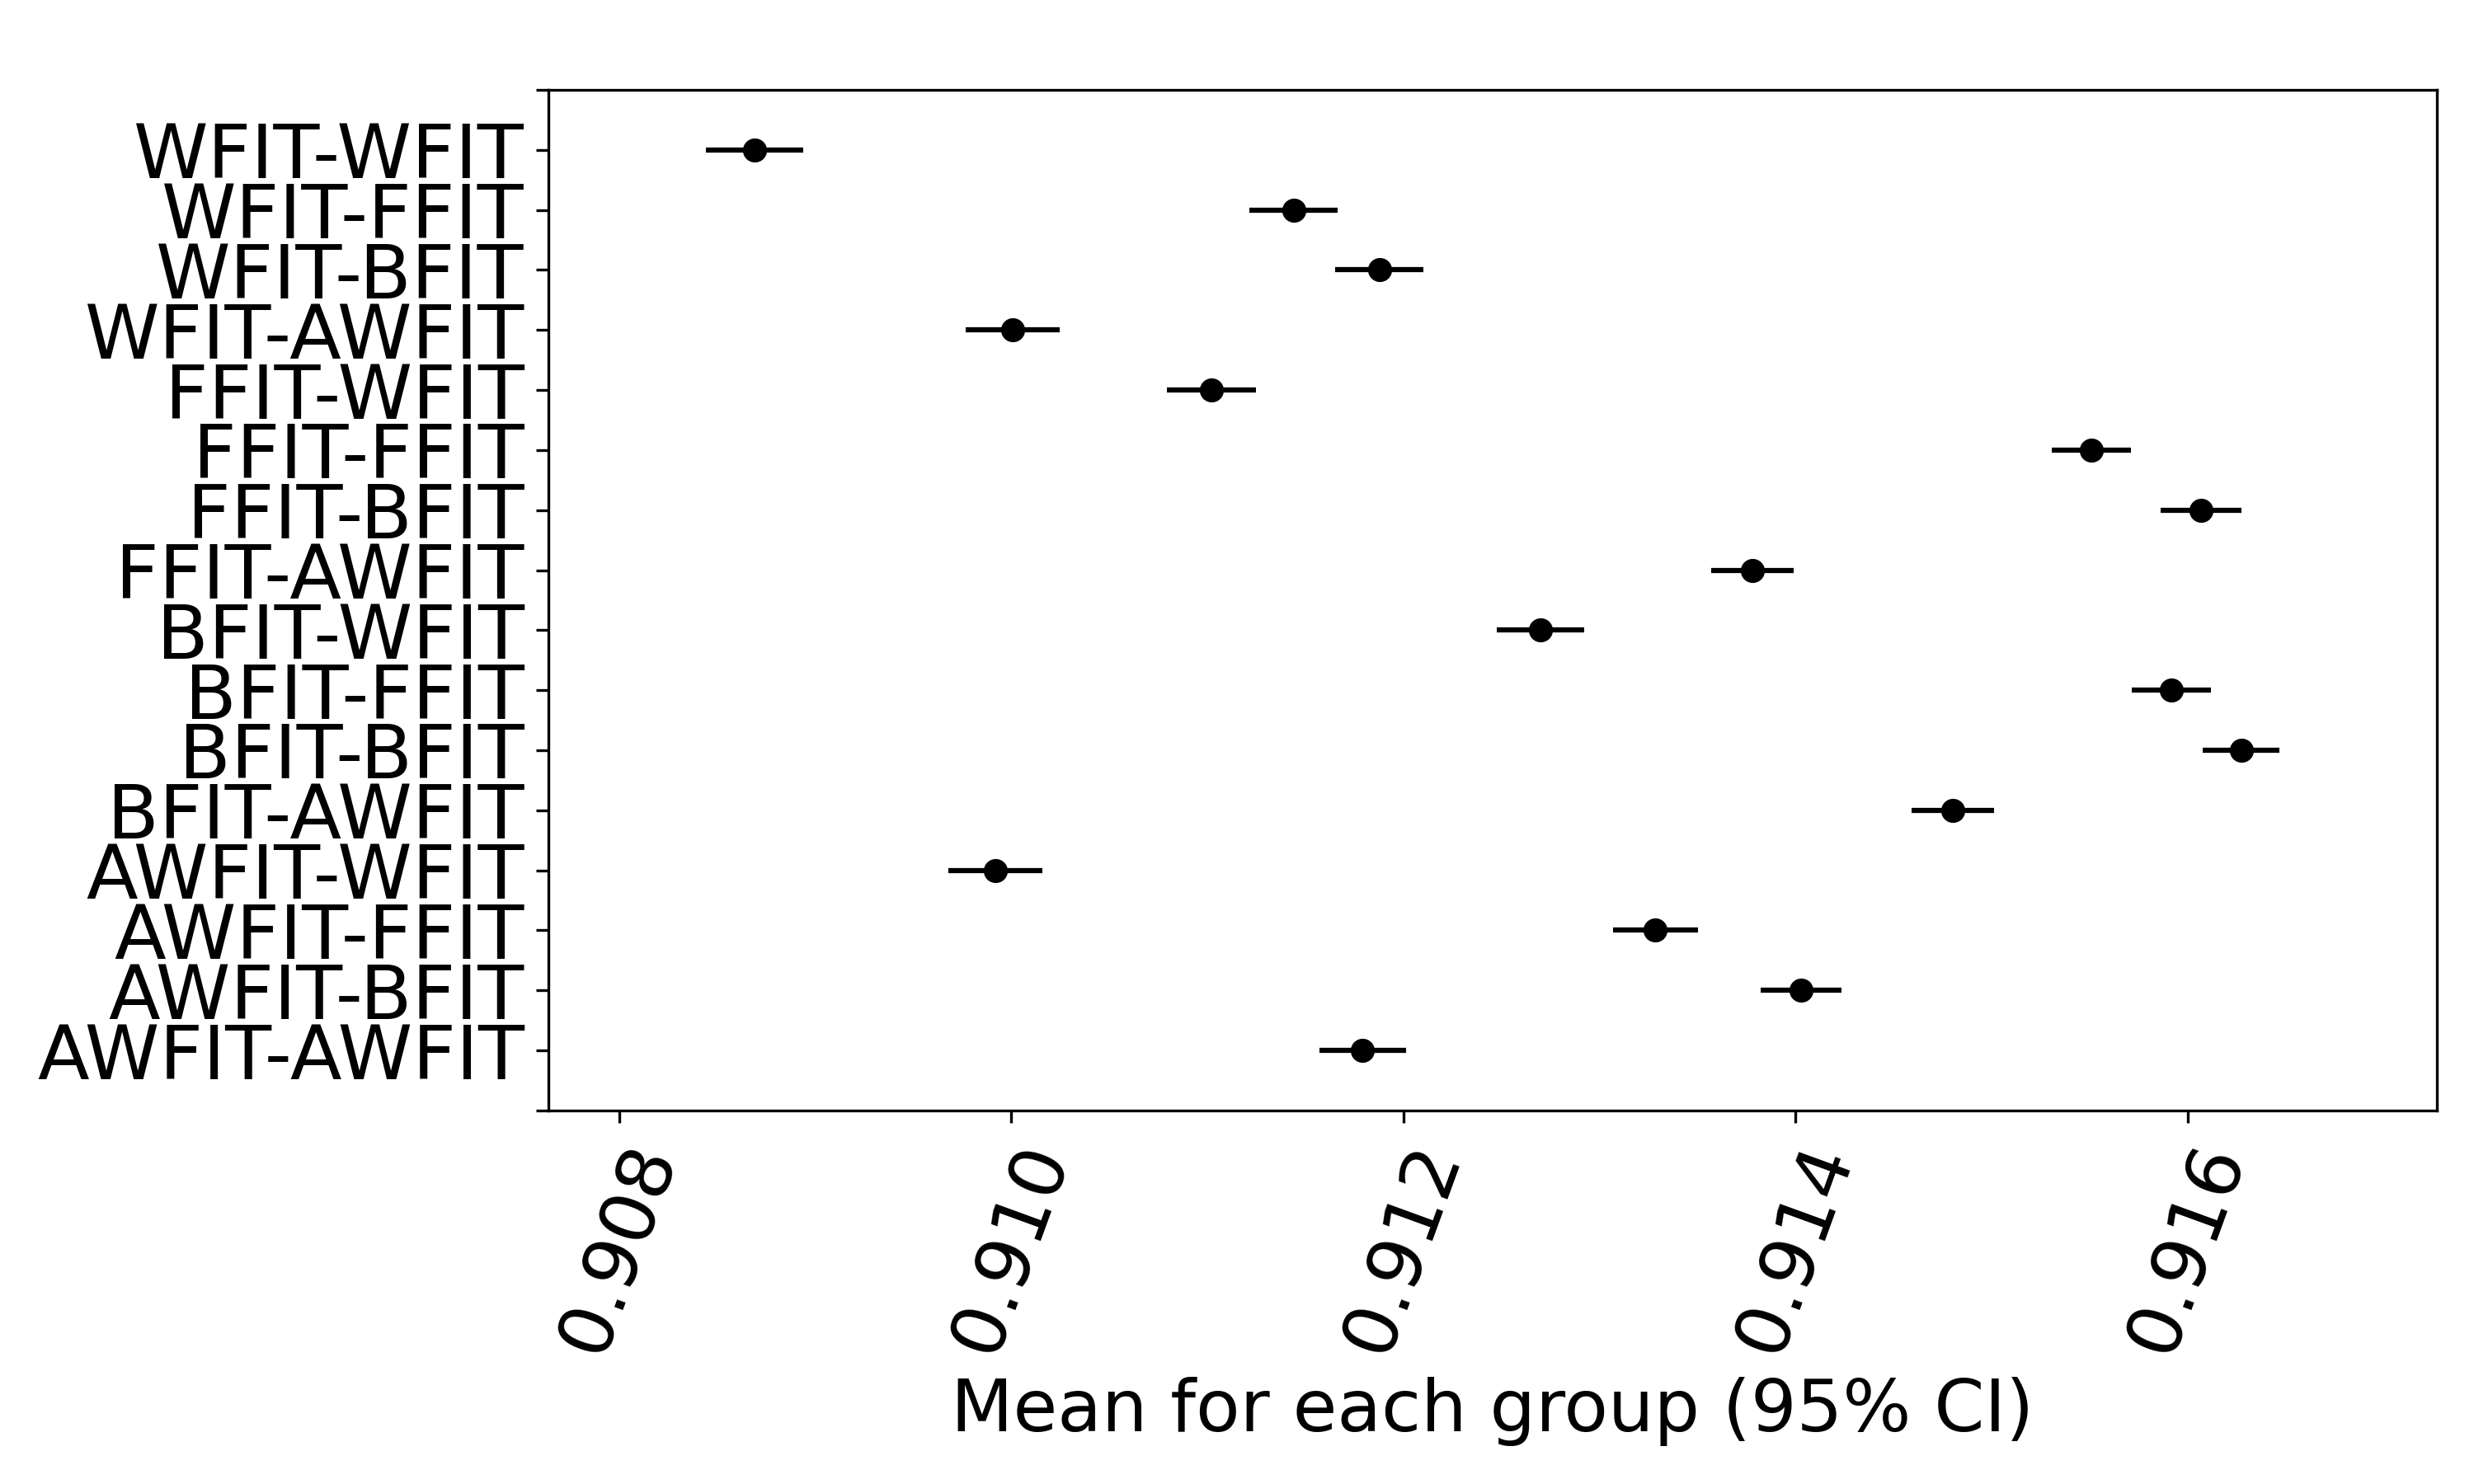 WFIT-WFIT
WFIT-FFIT
WFIT-BFIT
WFIT-AWFIT
FFIT-WFIT
FFIT-FFIT
FFIT-BFIT
FFIT-AWFIT
BFIT-WFIT
BFIT-FFIT
BFIT-BFIT
BFIT-AWFIT
AWFIT-WFIT
AWFIT-FFIT
AWFIT-BFIT
AWFIT-AWFIT
0.908 0.910 0.912 0.914 0.916
Mean for each group (95% CI)